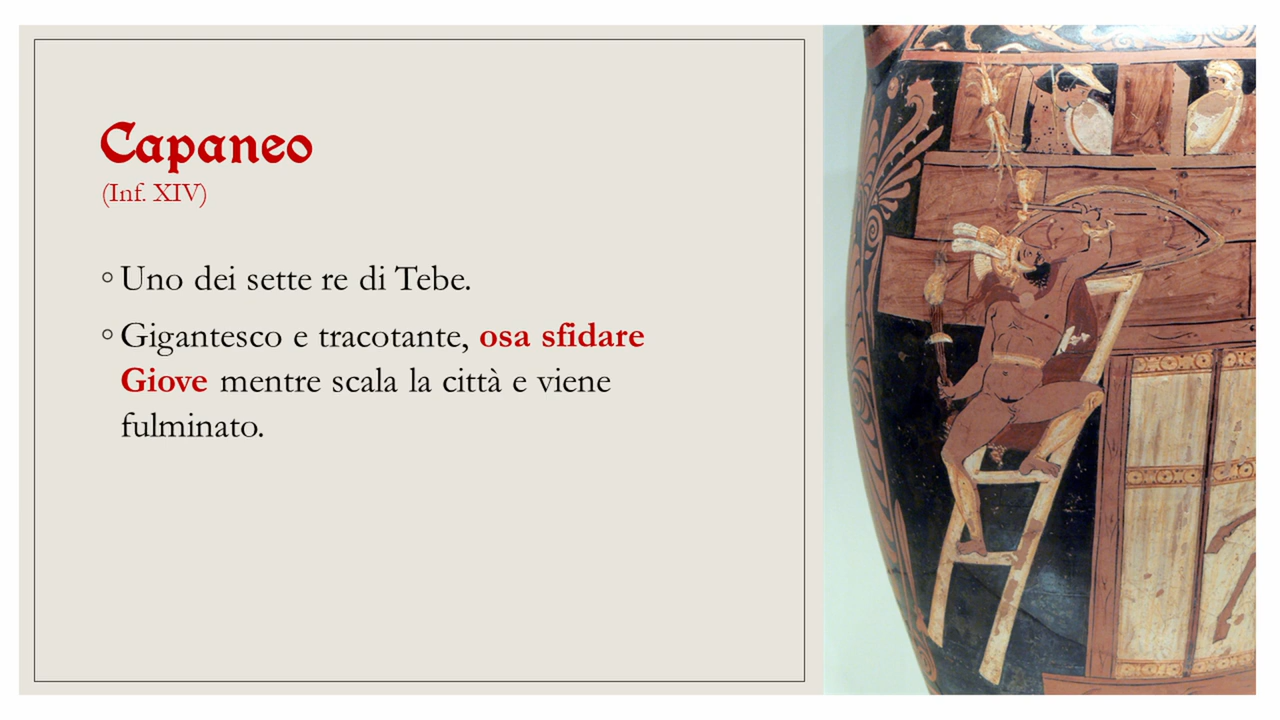 Capaneo
(Inf. XIV)
◦ Uno dei sette re di Tebe.
◦ Gigantesco e tracotante, osa sfidare
Giove mentre scala la città e viene
fulminato.